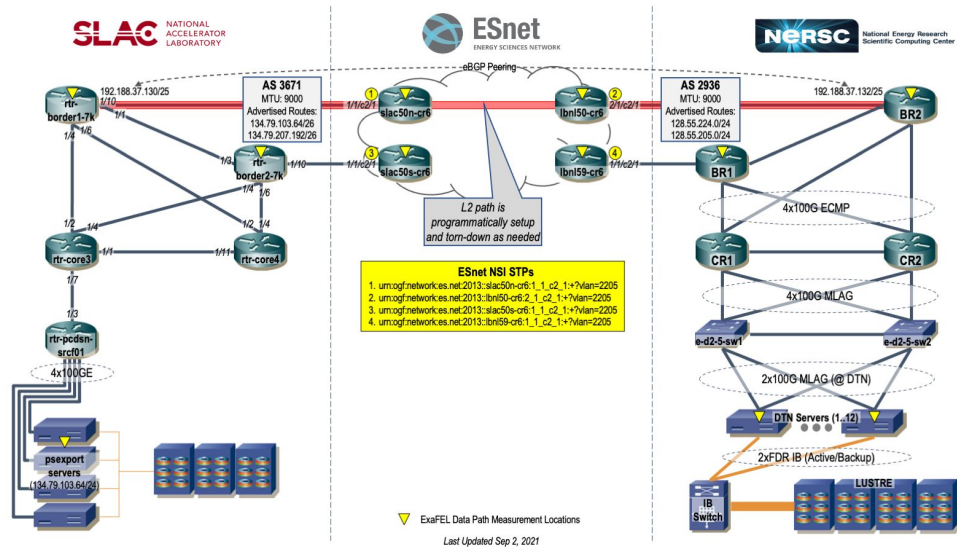 SLAC
NATIONAL
ACCELERATOR
LABORATORY
ESnet
ENERGY SCIENCES NETWORK
NERSC
National Energy Research
Scientific Computing Center
eBGP Peering
192.188.37.130/25
1/10
rtr-
border1-7k
1/1
1/6
1/4
AS 3671
MTU: 9000
Advertised Routes:
134.79.103.64/26
134.79.207.192/26
1
1/1/c2/1
slac50n-cr6
2
lbnl50-cr6
2/1/c2/1
AS 2936
MTU: 9000
Advertised Routes:
128.55.224.0/24
128.55.205.0/24
192.188.37.132/25
BR2
1/3
rtr-
border2-7k
1/10
1/4
1/6
3
1/1/c2/1
slac50s-cr6
4
lbnl59-cr6
1/1/c2/1
BR1
L2 path is
programmatically setup
and torn-down as needed
4x100G ECMP
1/2
1/4
1/2
1/4
rtr-core3
1/1
1/11
rtr-core4
1/7
CR1
CR2
ESnet NSI STPs
1. urn:ogf:network:es.net:2013::slac50n-cr6:1_1_c2_1:+?vlan=2205
2. urn:ogf:network:es.net:2013::lbnl50-cr6:2_1_c2_1:+?vlan=2205
3. urn:ogf:network:es.net:2013::slac50s-cr6:1_1_c2_1:+?vlan=2205
4. urn:ogf:network:es.net:2013::lbnl59-cr6:1_1_c2_1:+?vlan=2205
4x100G MLAG
1/3
rtr-pcdsn-
srcf01
4x100GE
e-d2-5-sw1
e-d2-5-sw2
2x100G MLAG (@ DTN)
DTN Servers (1..12)
psexport
servers
(134.79.103.64/24)
2xFDR IB (Active/Backup)
IB
Switch
LUSTRE
ExaFEL Data Path Measurement Locations
Last Updated Sep 2, 2021